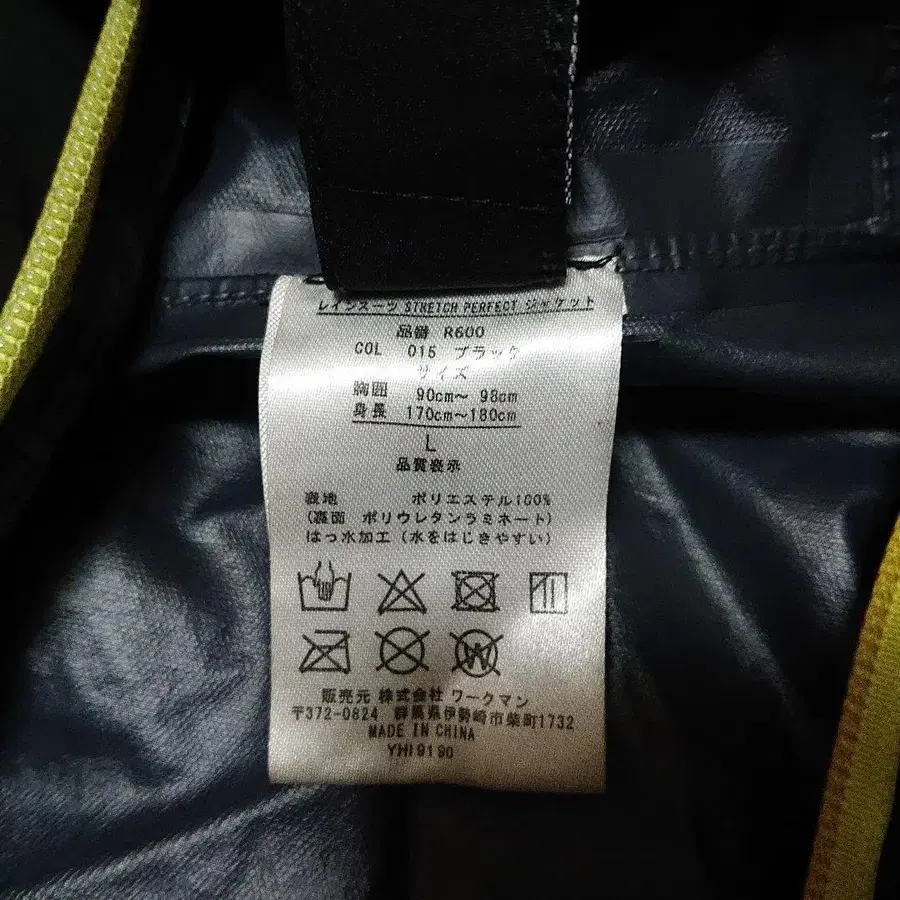 レインスーツ STRETCH PERFECT ジャケット
品番 R600
COL 015 ブラック
サイズ
胸囲 90cm～ 98cm
身長 170cm～180cm
L
品質表示
表地 ポリエステル100%
(裏面 ポリウレタンラミネート)
はっ水加工 (水をはじきやすい)
W
販売元 株式会社 ワークマン
〒372-0824 群馬県伊勢崎市柴町1732
MADE IN CHINA
YHI9190